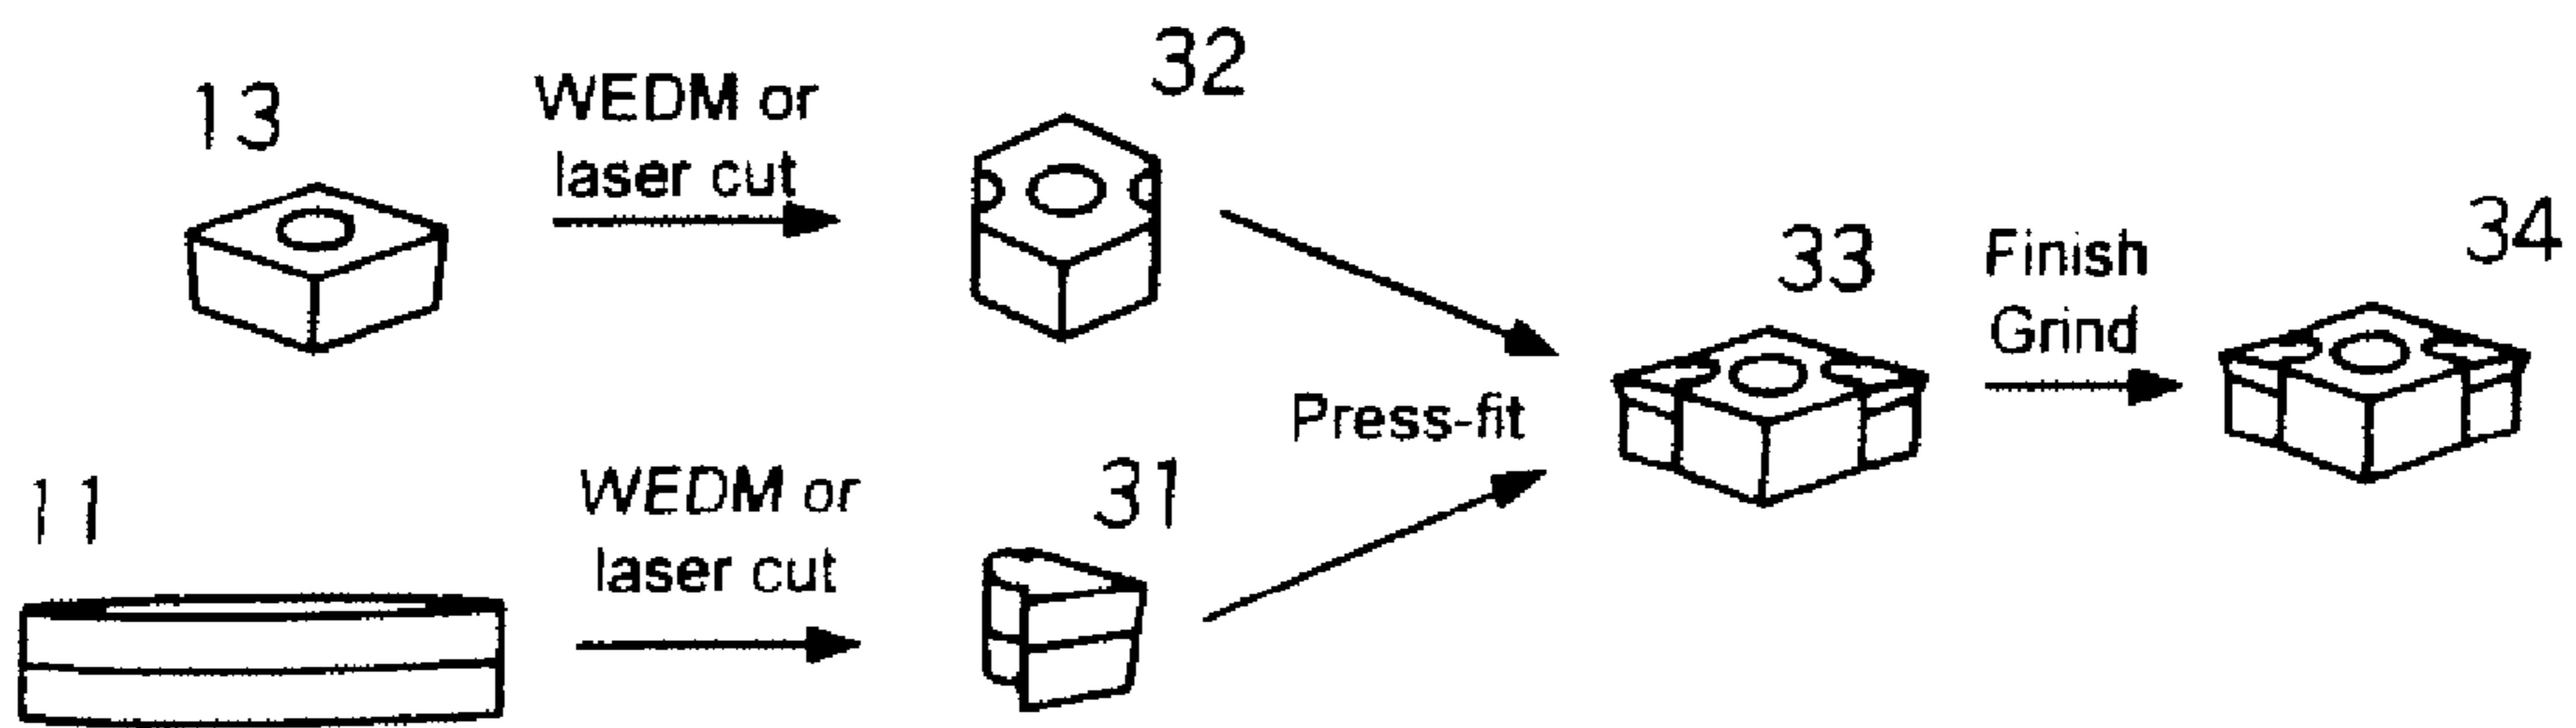 13
WEDM or
laser cut
32
33
Finish
Grind
34
Press-fit
11
WEDM or
laser cut
31